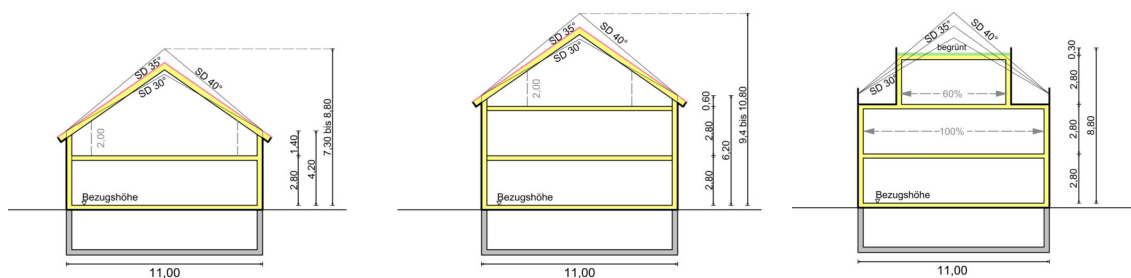 SD 35°
SD 40°
SD 30°
2,00
1,40
2,80
4,20
7,30 bis 8,80
Bezugshöhe
11,00
SD 35°
SD 40°
SD 30°
2,00
0,60
2,80
2,80
6,20
9,4 bis 10,80
Bezugshöhe
11,00
SD 35°
SD 40°
begrünt
SD 30°
60%
100%
0,30
2,80
2,80
2,80
8,80
Bezugshöhe
11,00